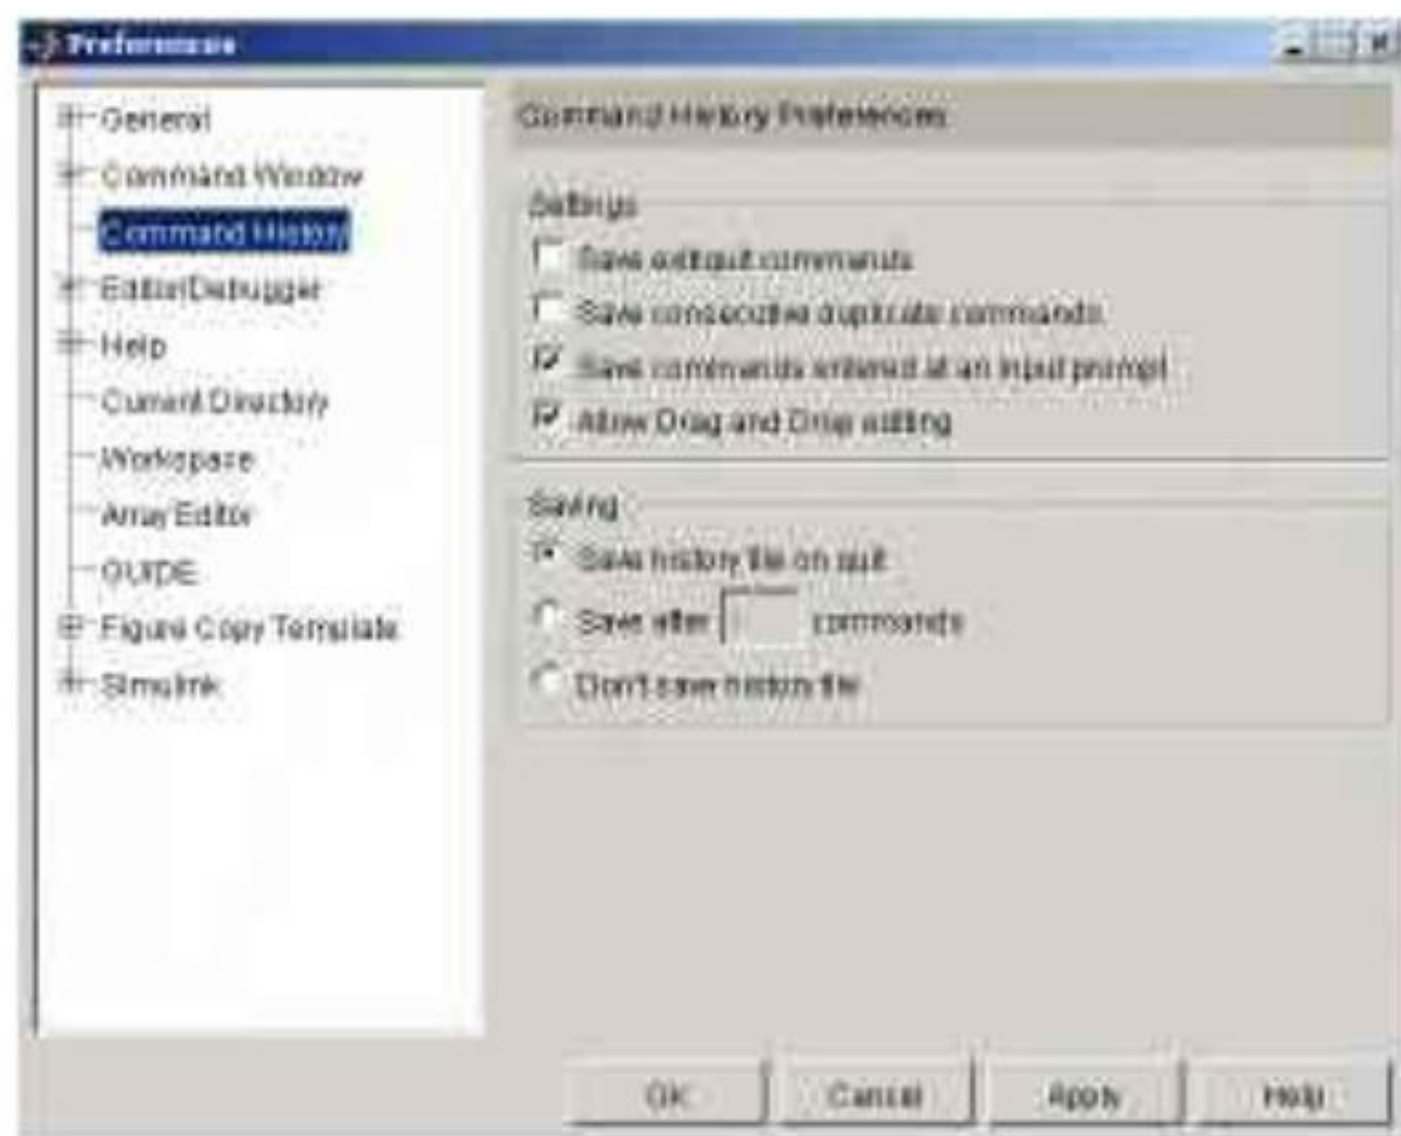 Preferences
General
Command Window
Command History
Editor/Debugger
Help
Current Directory
Workspace
Array Editor
GUIDE
Figure Copy Template
Simulink
Command History Preferences
Settings
Save exit/quit commands
Save consecutive duplicate commands
Save commands entered at an input prompt
Allow Drag and Drop editing
Saving
Save history file on quit
Save after commands
Don't save history file
OK Cancel Apply Help